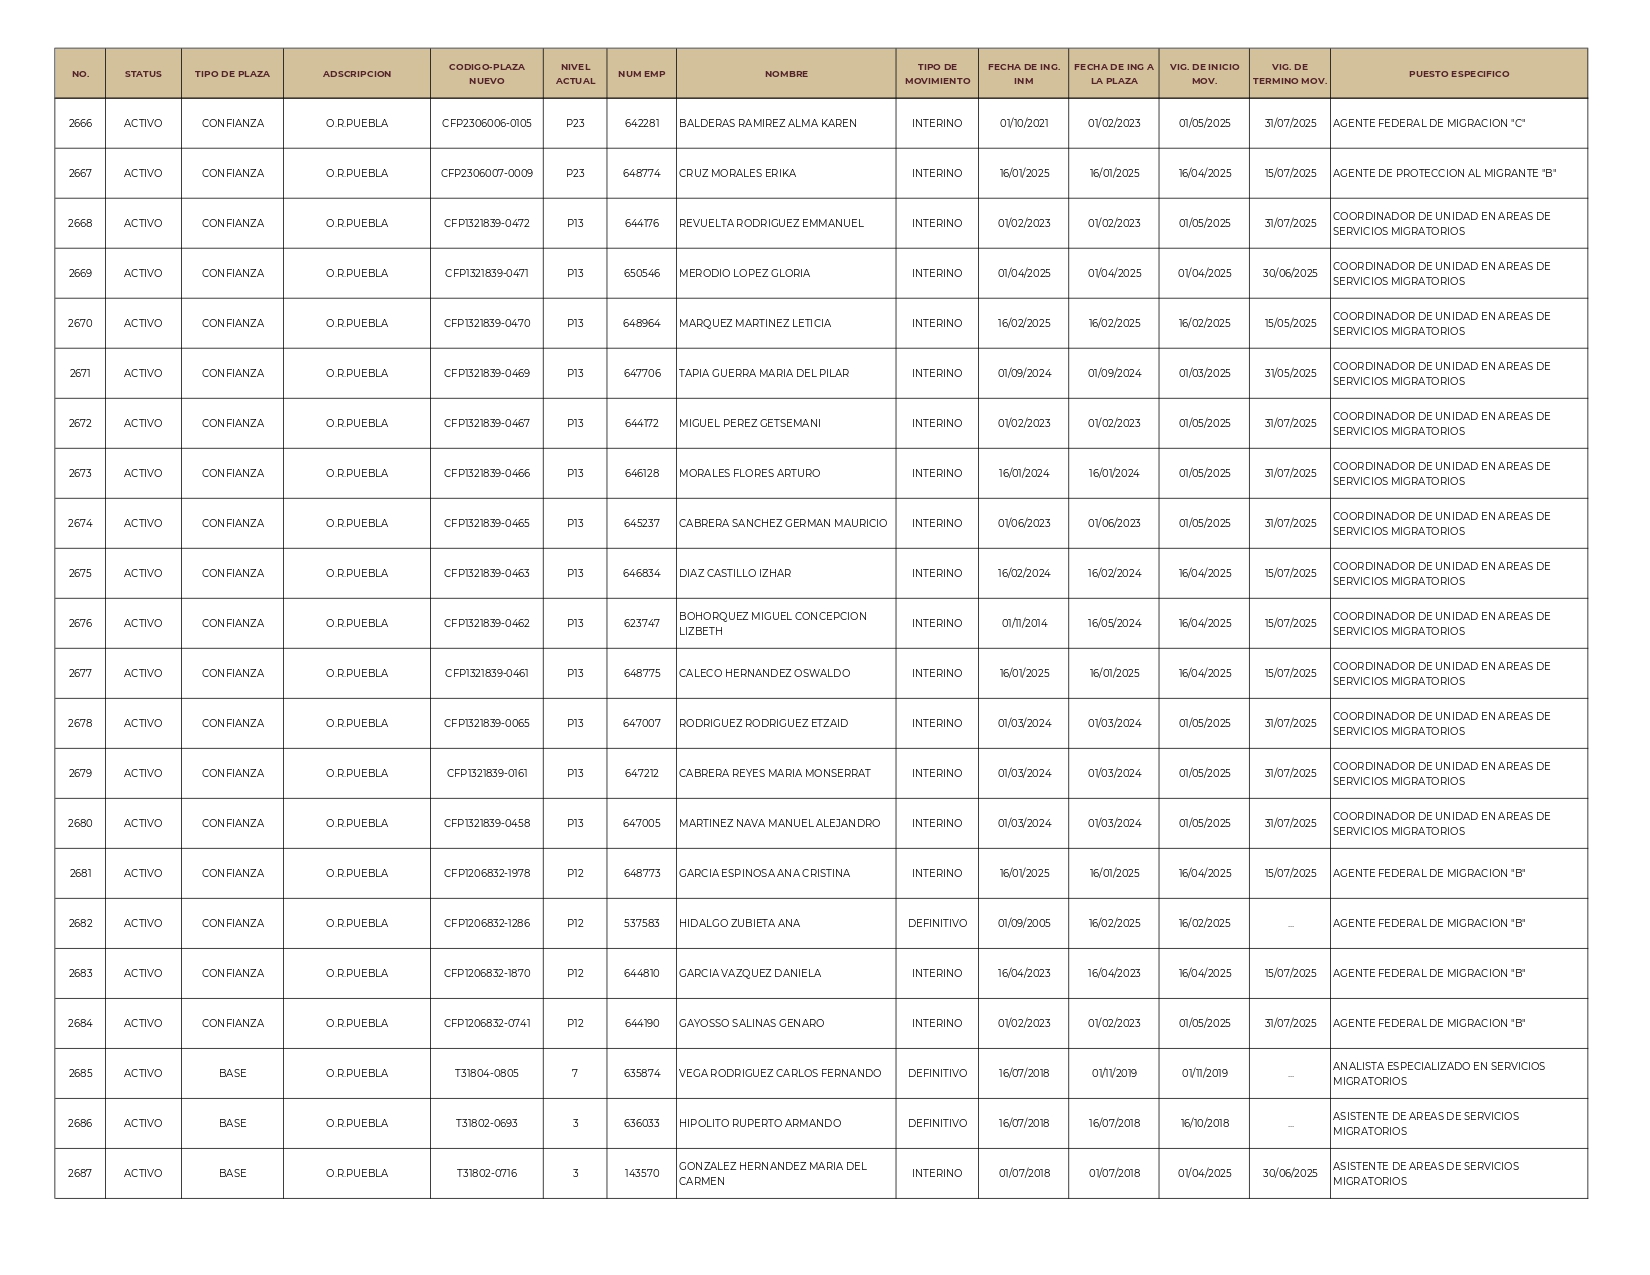 NO. STATUS TIPO DE PLAZA ADSCRIPCION CODIGO-PLAZA NUEVO NIVEL ACTUAL NUM EMP NOMBRE TIPO DE MOVIMIENTO FECHA DE ING. INM FECHA DE ING A LA PLAZA VIG. DE INICIO MOV. VIG. DE TERMINO MOV. PUESTO ESPECIFICO
2666 ACTIVO CONFIANZA O.R.PUEBLA CFP2306006-0105 P23 642281 BALDERAS RAMIREZ ALMA KAREN INTERINO 01/10/2021 01/02/2023 01/05/2025 31/07/2025 AGENTE FEDERAL DE MIGRACION "C"
2667 ACTIVO CONFIANZA O.R.PUEBLA CFP2306007-0009 P23 648774 CRUZ MORALES ERIKA INTERINO 16/01/2025 16/01/2025 16/04/2025 15/07/2025 AGENTE DE PROTECCION AL MIGRANTE "B"
2668 ACTIVO CONFIANZA O.R.PUEBLA CFP1321839-0472 P13 644176 REVUELTA RODRIGUEZ EMMANUEL INTERINO 01/02/2023 01/02/2023 01/05/2025 31/07/2025 COORDINADOR DE UNIDAD EN AREAS DE SERVICIOS MIGRATORIOS
2669 ACTIVO CONFIANZA O.R.PUEBLA CFP1321839-0471 P13 650546 MERODIO LOPEZ GLORIA INTERINO 01/04/2025 01/04/2025 01/04/2025 30/06/2025 COORDINADOR DE UNIDAD EN AREAS DE SERVICIOS MIGRATORIOS
2670 ACTIVO CONFIANZA O.R.PUEBLA CFP1321839-0470 P13 648964 MARQUEZ MARTINEZ LETICIA INTERINO 16/02/2025 16/02/2025 16/02/2025 15/05/2025 COORDINADOR DE UNIDAD EN AREAS DE SERVICIOS MIGRATORIOS
2671 ACTIVO CONFIANZA O.R.PUEBLA CFP1321839-0469 P13 647706 TAPIA GUERRA MARIA DEL PILAR INTERINO 01/09/2024 01/09/2024 01/03/2025 31/05/2025 COORDINADOR DE UNIDAD EN AREAS DE SERVICIOS MIGRATORIOS
2672 ACTIVO CONFIANZA O.R.PUEBLA CFP1321839-0467 P13 644172 MIGUEL PEREZ GETSEMANI INTERINO 01/02/2023 01/02/2023 01/05/2025 31/07/2025 COORDINADOR DE UNIDAD EN AREAS DE SERVICIOS MIGRATORIOS
2673 ACTIVO CONFIANZA O.R.PUEBLA CFP1321839-0466 P13 646128 MORALES FLORES ARTURO INTERINO 16/01/2024 16/01/2024 01/05/2025 31/07/2025 COORDINADOR DE UNIDAD EN AREAS DE SERVICIOS MIGRATORIOS
2674 ACTIVO CONFIANZA O.R.PUEBLA CFP1321839-0465 P13 645237 CABRERA SANCHEZ GERMAN MAURICIO INTERINO 01/06/2023 01/06/2023 01/05/2025 31/07/2025 COORDINADOR DE UNIDAD EN AREAS DE SERVICIOS MIGRATORIOS
2675 ACTIVO CONFIANZA O.R.PUEBLA CFP1321839-0463 P13 646834 DIAZ CASTILLO IZHAR INTERINO 16/02/2024 16/02/2024 16/04/2025 15/07/2025 COORDINADOR DE UNIDAD EN AREAS DE SERVICIOS MIGRATORIOS
2676 ACTIVO CONFIANZA O.R.PUEBLA CFP1321839-0462 P13 623747 BOHORQUEZ MIGUEL CONCEPCION LIZBETH INTERINO 01/11/2014 16/05/2024 16/04/2025 15/07/2025 COORDINADOR DE UNIDAD EN AREAS DE SERVICIOS MIGRATORIOS
2677 ACTIVO CONFIANZA O.R.PUEBLA CFP1321839-0461 P13 648775 CALECO HERNANDEZ OSWALDO INTERINO 16/01/2025 16/01/2025 16/04/2025 15/07/2025 COORDINADOR DE UNIDAD EN AREAS DE SERVICIOS MIGRATORIOS
2678 ACTIVO CONFIANZA O.R.PUEBLA CFP1321839-0065 P13 647007 RODRIGUEZ RODRIGUEZ ETZAID INTERINO 01/03/2024 01/03/2024 01/05/2025 31/07/2025 COORDINADOR DE UNIDAD EN AREAS DE SERVICIOS MIGRATORIOS
2679 ACTIVO CONFIANZA O.R.PUEBLA CFP1321839-0161 P13 647212 CABRERA REYES MARIA MONSERRAT INTERINO 01/03/2024 01/03/2024 01/05/2025 31/07/2025 COORDINADOR DE UNIDAD EN AREAS DE SERVICIOS MIGRATORIOS
2680 ACTIVO CONFIANZA O.R.PUEBLA CFP1321839-0458 P13 647005 MARTINEZ NAVA MANUEL ALEJANDRO INTERINO 01/03/2024 01/03/2024 01/05/2025 31/07/2025 COORDINADOR DE UNIDAD EN AREAS DE SERVICIOS MIGRATORIOS
2681 ACTIVO CONFIANZA O.R.PUEBLA CFP1206832-1978 P12 648773 GARCIA ESPINOSA ANA CRISTINA INTERINO 16/01/2025 16/01/2025 16/04/2025 15/07/2025 AGENTE FEDERAL DE MIGRACION "B"
2682 ACTIVO CONFIANZA O.R.PUEBLA CFP1206832-1286 P12 537583 HIDALGO ZUBIETA ANA DEFINITIVO 01/09/2005 16/02/2025 16/02/2025 ... AGENTE FEDERAL DE MIGRACION "B"
2683 ACTIVO CONFIANZA O.R.PUEBLA CFP1206832-1870 P12 644810 GARCIA VAZQUEZ DANIELA INTERINO 16/04/2023 16/04/2023 16/04/2025 15/07/2025 AGENTE FEDERAL DE MIGRACION "B"
2684 ACTIVO CONFIANZA O.R.PUEBLA CFP1206832-0741 P12 644190 GAYOSSO SALINAS GENARO INTERINO 01/02/2023 01/02/2023 01/05/2025 31/07/2025 AGENTE FEDERAL DE MIGRACION "B"
2685 ACTIVO BASE O.R.PUEBLA T31804-0805 7 635874 VEGA RODRIGUEZ CARLOS FERNANDO DEFINITIVO 16/07/2018 01/11/2019 01/11/2019 ... ANALISTA ESPECIALIZADO EN SERVICIOS MIGRATORIOS
2686 ACTIVO BASE O.R.PUEBLA T31802-0693 3 636033 HIPOLITO RUPERTO ARMANDO DEFINITIVO 16/07/2018 16/07/2018 16/10/2018 ... ASISTENTE DE AREAS DE SERVICIOS MIGRATORIOS
2687 ACTIVO BASE O.R.PUEBLA T31802-0716 3 143570 GONZALEZ HERNANDEZ MARIA DEL CARMEN INTERINO 01/07/2018 01/07/2018 01/04/2025 30/06/2025 ASISTENTE DE AREAS DE SERVICIOS MIGRATORIOS